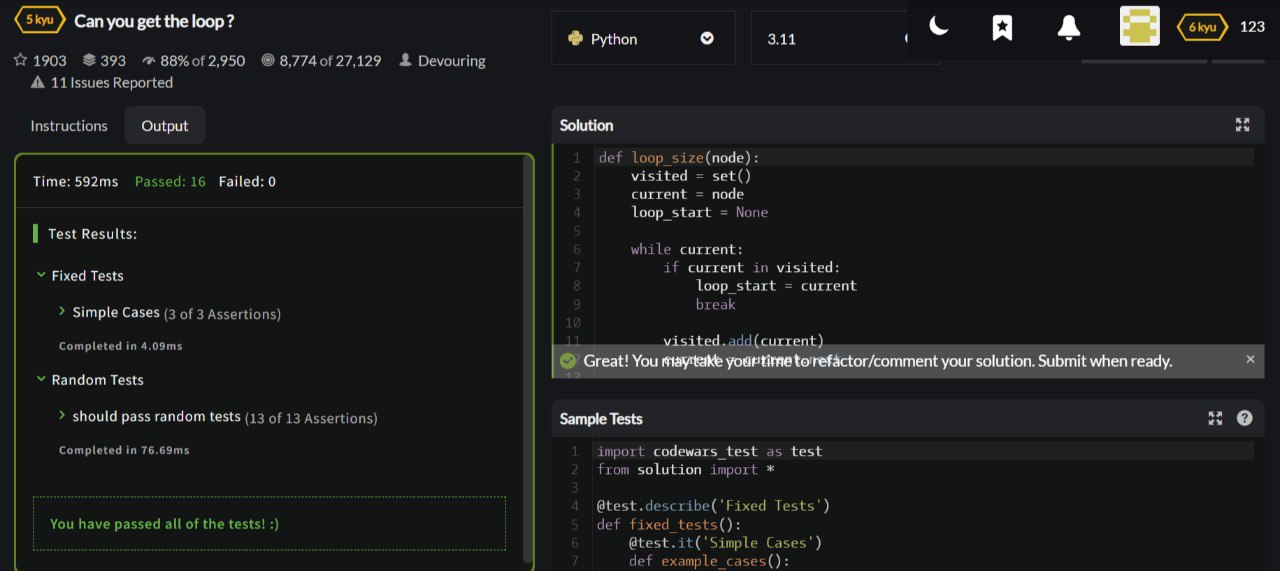 5 kyu Can you get the loop ?
1903 393 88% of 2,950 8,774 of 27,129 Devouring
11 Issues Reported
Python
3.11
6 kyu 123
Instructions Output
Time: 592ms Passed: 16 Failed: 0
Test Results:
Fixed Tests
Simple Cases (3 of 3 Assertions)
Completed in 4.09ms
Random Tests
should pass random tests (13 of 13 Assertions)
Completed in 76.69ms
You have passed all of the tests! :)
Solution
1 def loop_size(node):
2 visited = set()
3 current = node
4 loop_start = None
5
6 while current:
7 if current in visited:
8 loop_start = current
9 break
10
11 visited.add(current)
Great! You may take your time to refactor/comment your solution. Submit when ready.
Sample Tests
1 import codewars_test as test
2 from solution import *
3
4 @test.describe('Fixed Tests')
5 def fixed_tests():
6 @test.it('Simple Cases')
7 def example_cases():